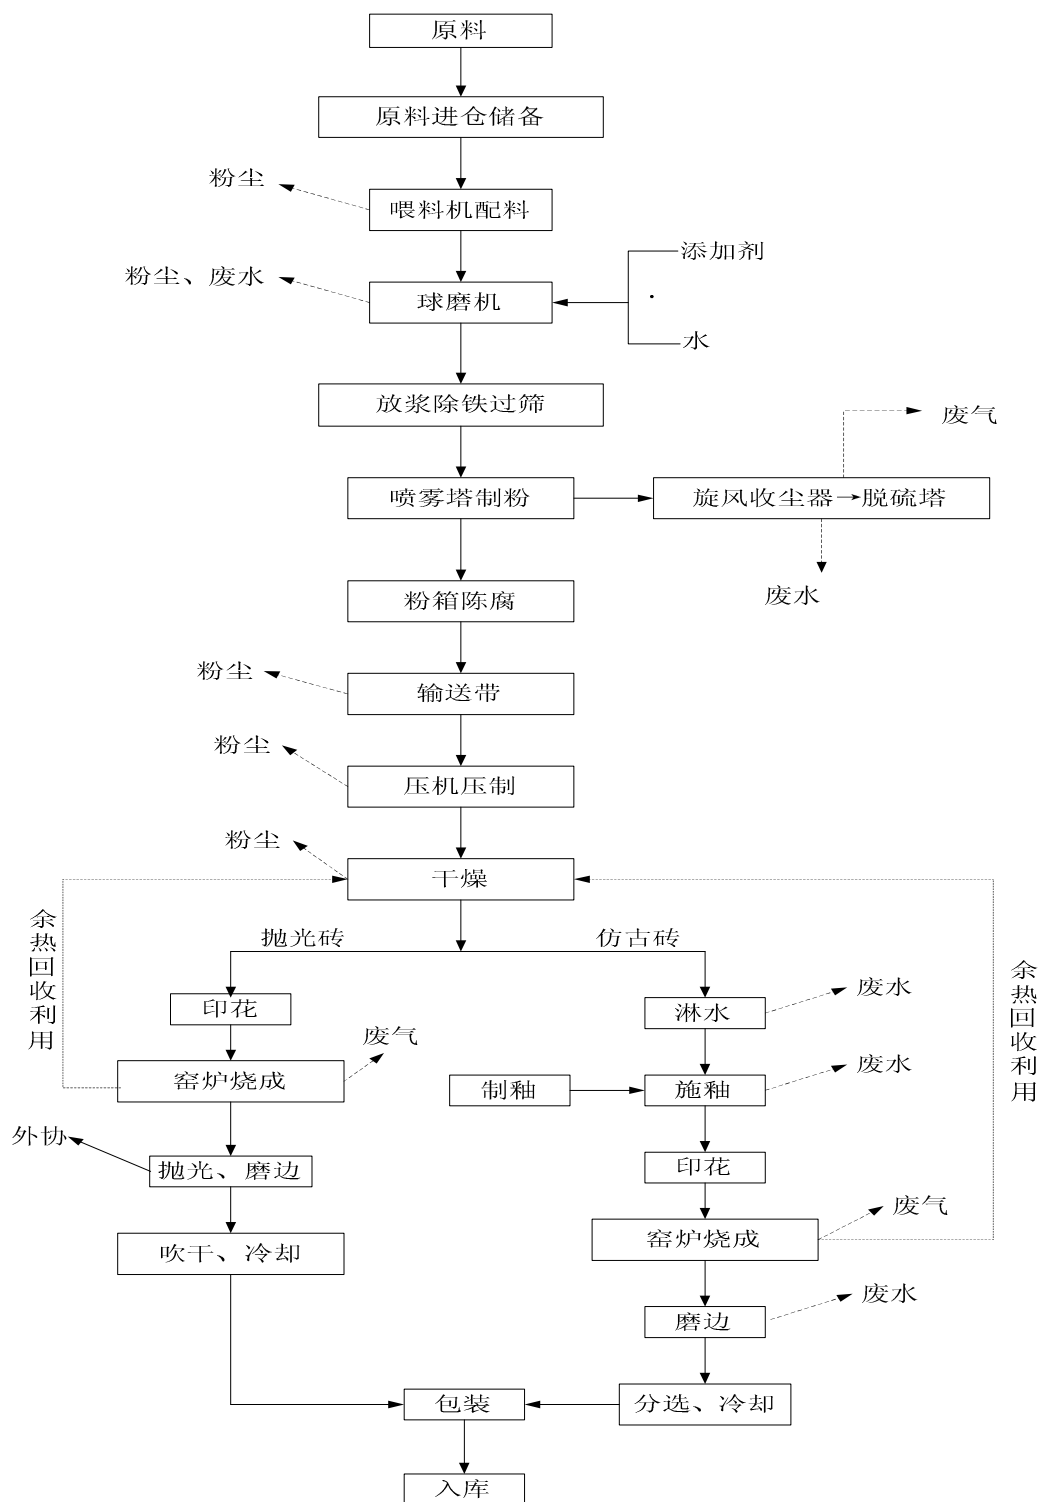 原料
原料进仓储备
粉尘
喂料机配料
添加剂
粉尘、废水
球磨机
水
放浆除铁过筛
废气
喷雾塔制粉
旋风收尘器→脱硫塔
粉箱陈腐
废水
粉尘
输送带
粉尘
压机压制
粉尘
干燥
余热回收利用
抛光砖
仿古砖
余热回收利用
印花
淋水
废水
废气
窑炉烧成
制釉
施釉
废水
外协
抛光、磨边
印花
废气
吹干、冷却
窑炉烧成
废水
磨边
包装
分选、冷却
入库